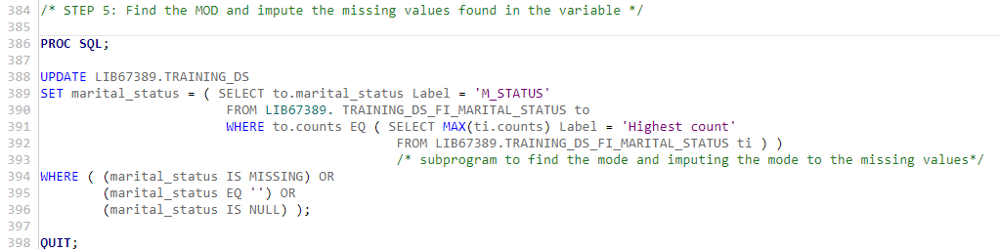 384 /* STEP 5: Find the MOD and impute the missing values found in the variable */
385
386 PROC SQL;
387
388 UPDATE LIB67389.TRAINING_DS
389 SET marital_status = ( SELECT to.marital_status Label = 'M_STATUS'
390 FROM LIB67389. TRAINING_DS_FI_MARITAL_STATUS to
391 WHERE to.counts EQ ( SELECT MAX(ti.counts) Label = 'Highest count'
392 FROM LIB67389.TRAINING_DS_FI_MARITAL_STATUS ti ) )
393 /* subprogram to find the mode and imputing the mode to the missing values*/
394 WHERE ( (marital_status IS MISSING) OR
395 (marital_status EQ '') OR
396 (marital_status IS NULL) );
397
398 QUIT;